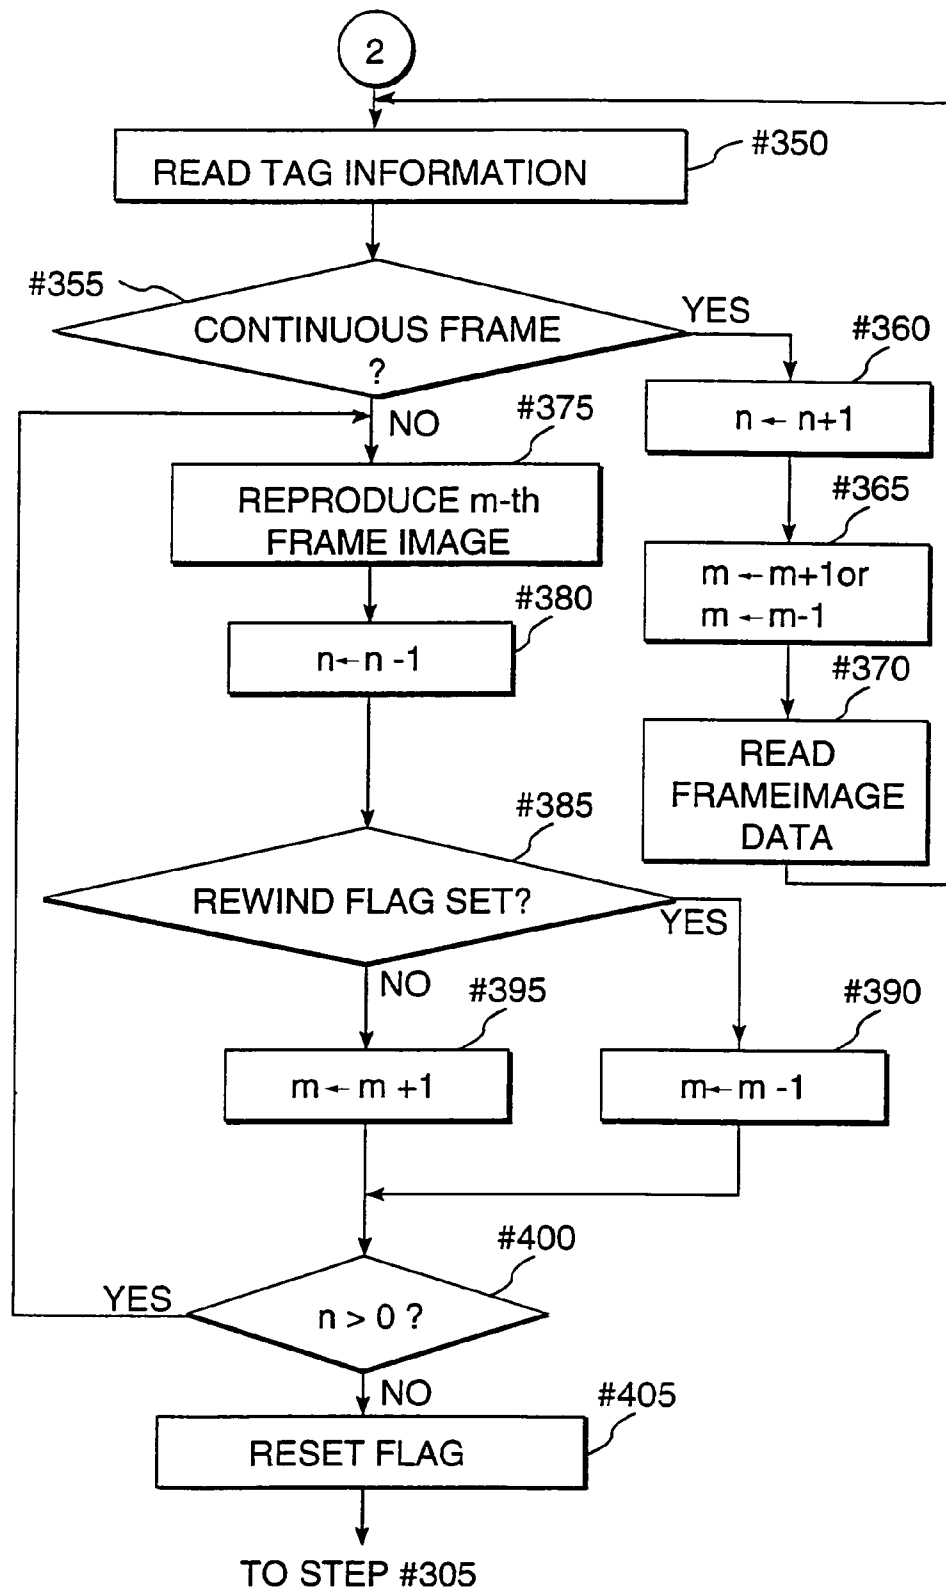 2
#350
READ TAG INFORMATION
#355
CONTINUOUS FRAME
?
YES
#360
n ← n+1
NO
#375
REPRODUCE m-th
FRAME IMAGE
#365
m ← m+1or
m ← m-1
#380
n← n -1
#370
READ
FRAMEIMAGE
DATA
#385
REWIND FLAG SET?
YES
NO
#395
m ← m +1
#390
m← m -1
#400
n > 0 ?
YES
NO
#405
RESET FLAG
TO STEP #305